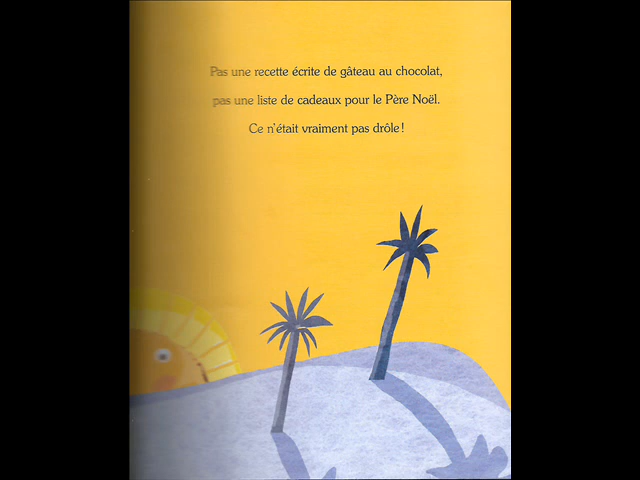 Pas une recette écrite de gâteau au chocolat,
pas une liste de cadeaux pour le Père Noël.
Ce n'était vraiment pas drôle !